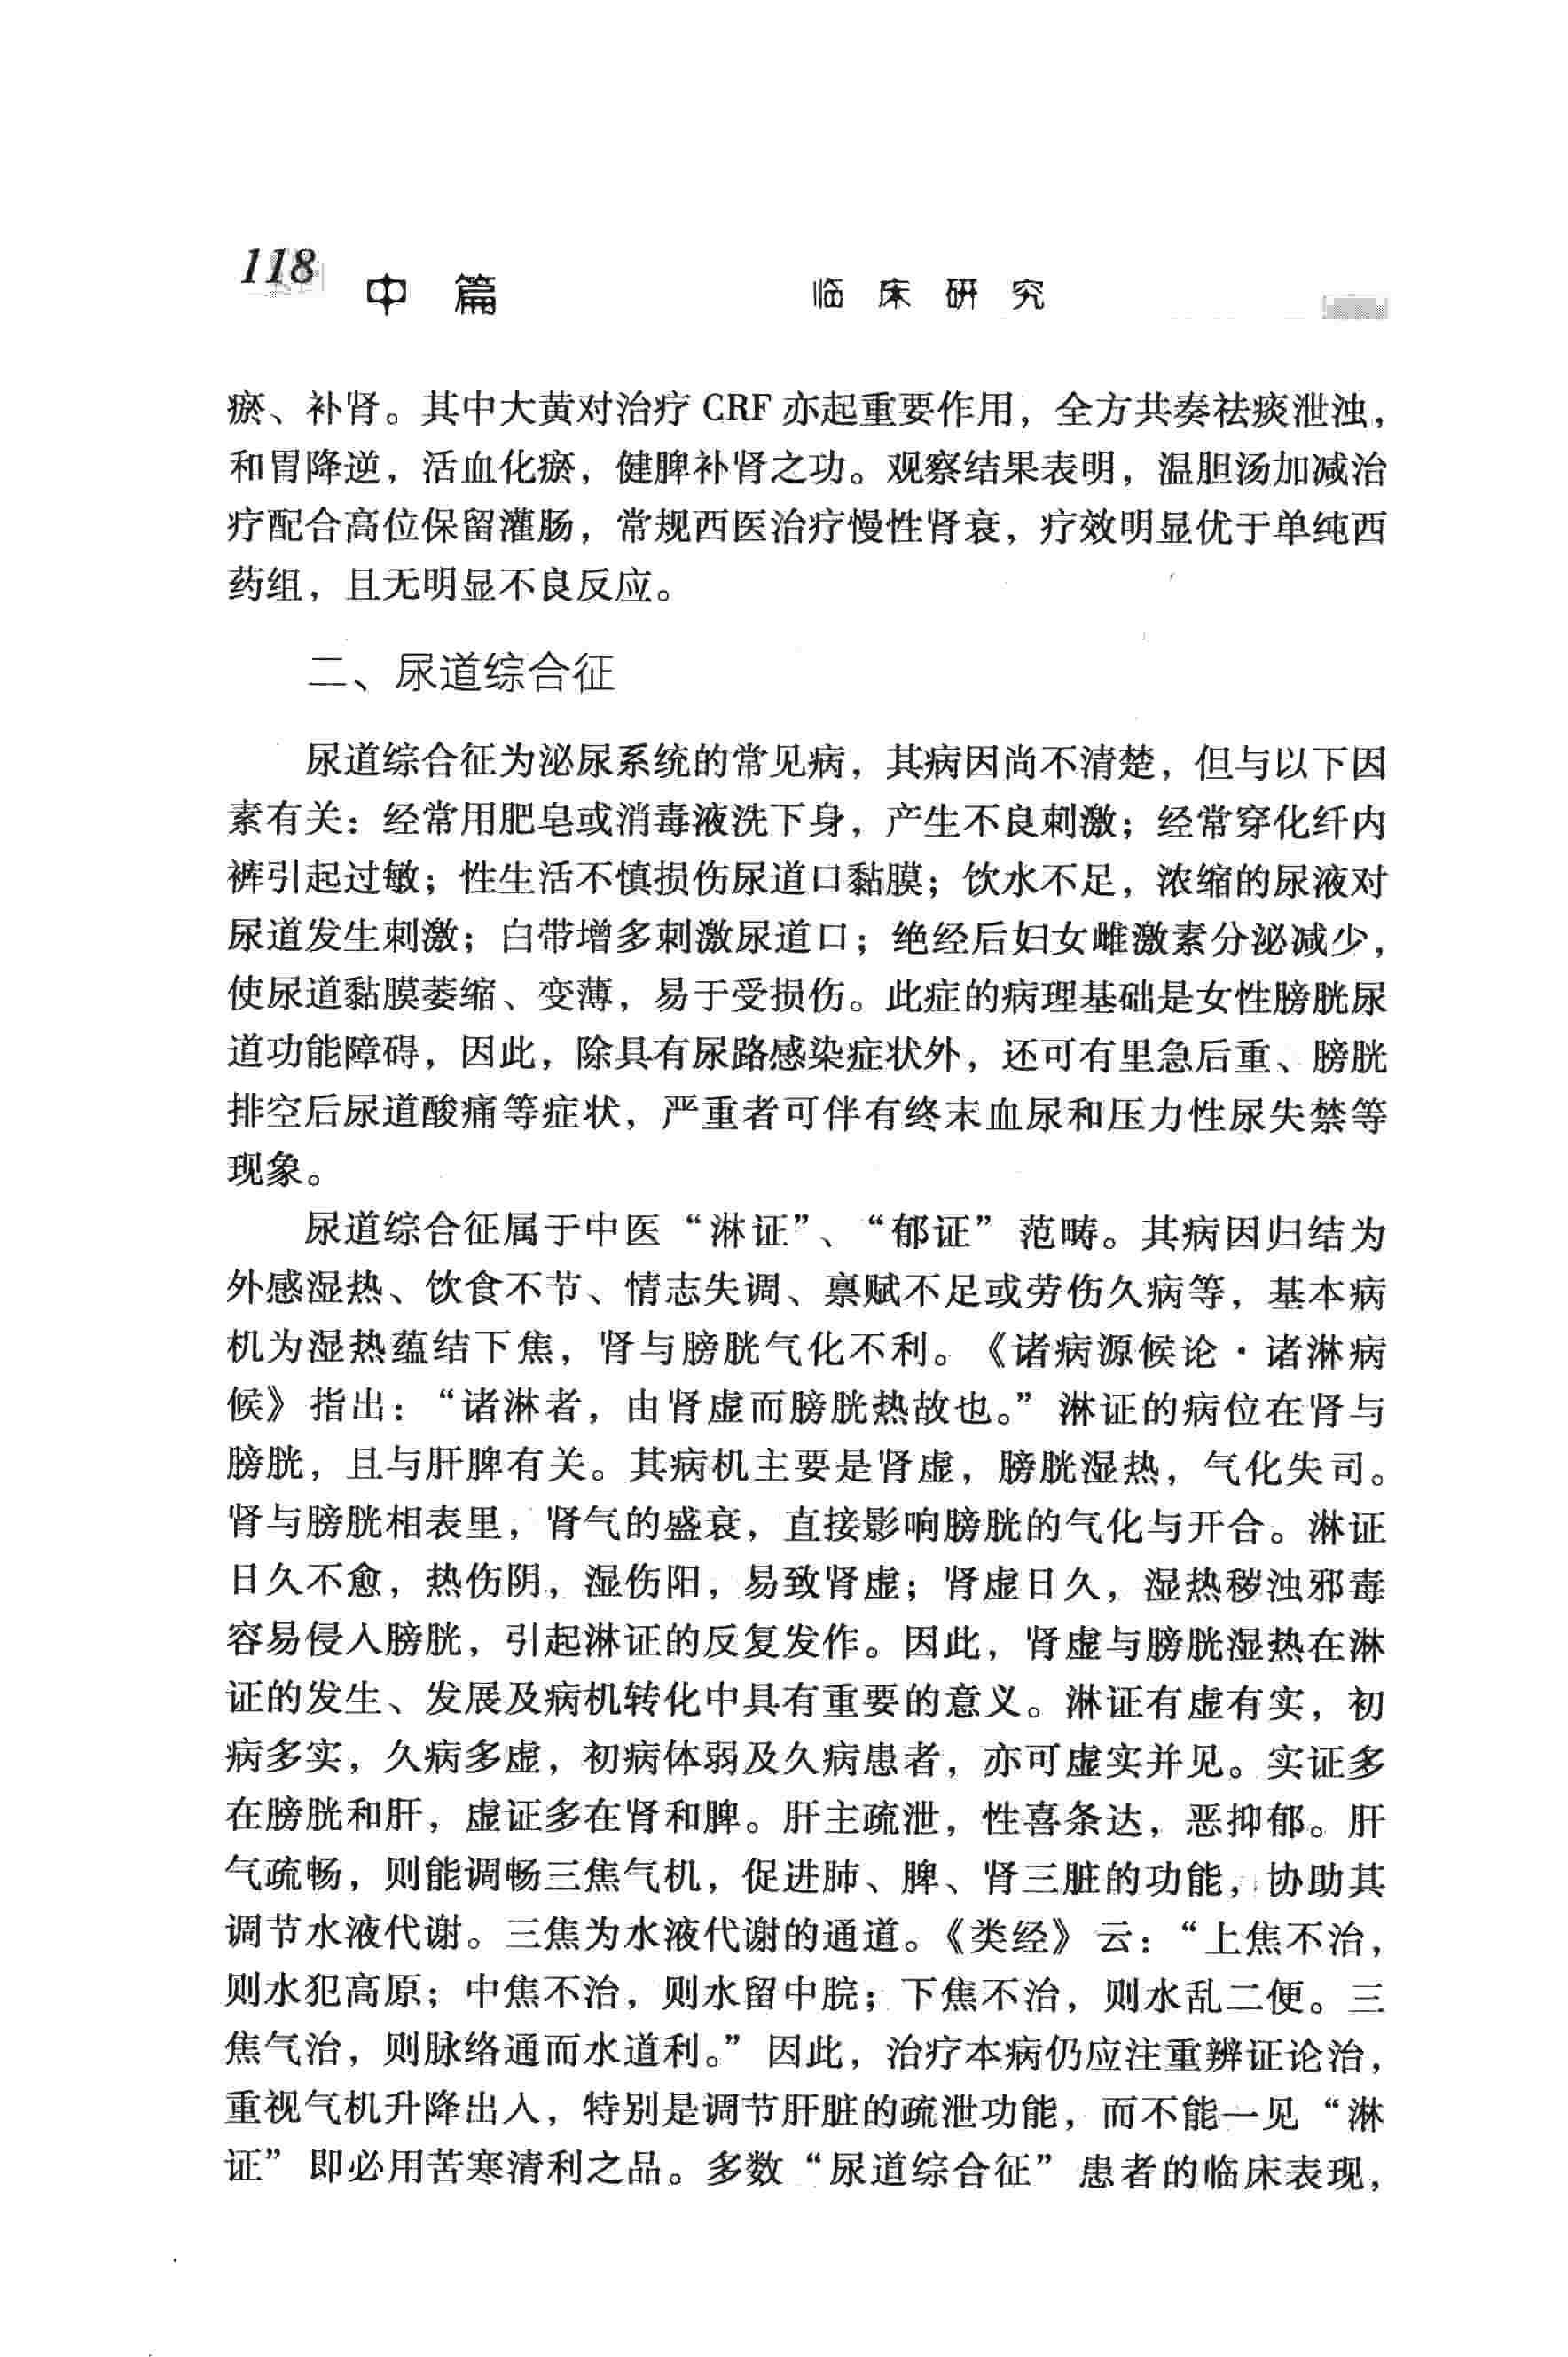 118
中 篇 临 床 研 究
瘀、补肾。其中大黄对治疗 CRF 亦起重要作用，全方共奏祛痰泄浊，
和胃降逆，活血化瘀，健脾补肾之功。观察结果表明，温胆汤加减治
疗配合高位保留灌肠，常规西医治疗慢性肾衰，疗效明显优于单纯西
药组，且无明显不良反应。
二、尿道综合征
尿道综合征为泌尿系统的常见病，其病因尚不清楚，但与以下因
素有关：经常用肥皂或消毒液洗下身，产生不良刺激；经常穿化纤内
裤引起过敏；性生活不慎损伤尿道口黏膜；饮水不足，浓缩的尿液对
尿道发生刺激；白带增多刺激尿道口；绝经后妇女雌激素分泌减少，
使尿道黏膜萎缩、变薄，易于受损伤。此症的病理基础是女性膀胱尿
道功能障碍，因此，除具有尿路感染症状外，还可有里急后重、膀胱
排空后尿道酸痛等症状，严重者可伴有终末血尿和压力性尿失禁等
现象。
尿道综合征属于中医“淋证”、“郁证”范畴。其病因归结为
外感湿热、饮食不节、情志失调、禀赋不足或劳伤久病等，基本病
机为湿热蕴结下焦，肾与膀胱气化不利。《诸病源候论·诸淋病
候》指出：“诸淋者，由肾虚而膀胱热故也。”淋证的病位在肾与
膀胱，且与肝脾有关。其病机主要是肾虚，膀胱湿热，气化失司。
肾与膀胱相表里，肾气的盛衰，直接影响膀胱的气化与开合。淋证
日久不愈，热伤阴，湿伤阳，易致肾虚；肾虚日久，湿热秽浊邪毒
容易侵入膀胱，引起淋证的反复发作。因此，肾虚与膀胱湿热在淋
证的发生、发展及病机转化中具有重要的意义。淋证有虚有实，初
病多实，久病多虚，初病体弱及久病患者，亦可虚实并见。实证多
在膀胱和肝，虚证多在肾和脾。肝主疏泄，性喜条达，恶抑郁。肝
气疏畅，则能调畅三焦气机，促进肺、脾、肾三脏的功能，协助其
调节水液代谢。三焦为水液代谢的通道。《类经》云：“上焦不治，
则水犯高原；中焦不治，则水留中脘；下焦不治，则水乱二便。三
焦气治，则脉络通而水道利。”因此，治疗本病仍应注重辨证论治，
重视气机升降出入，特别是调节肝脏的疏泄功能，而不能一见“淋
证”即必用苦寒清利之品。多数“尿道综合征”患者的临床表现，